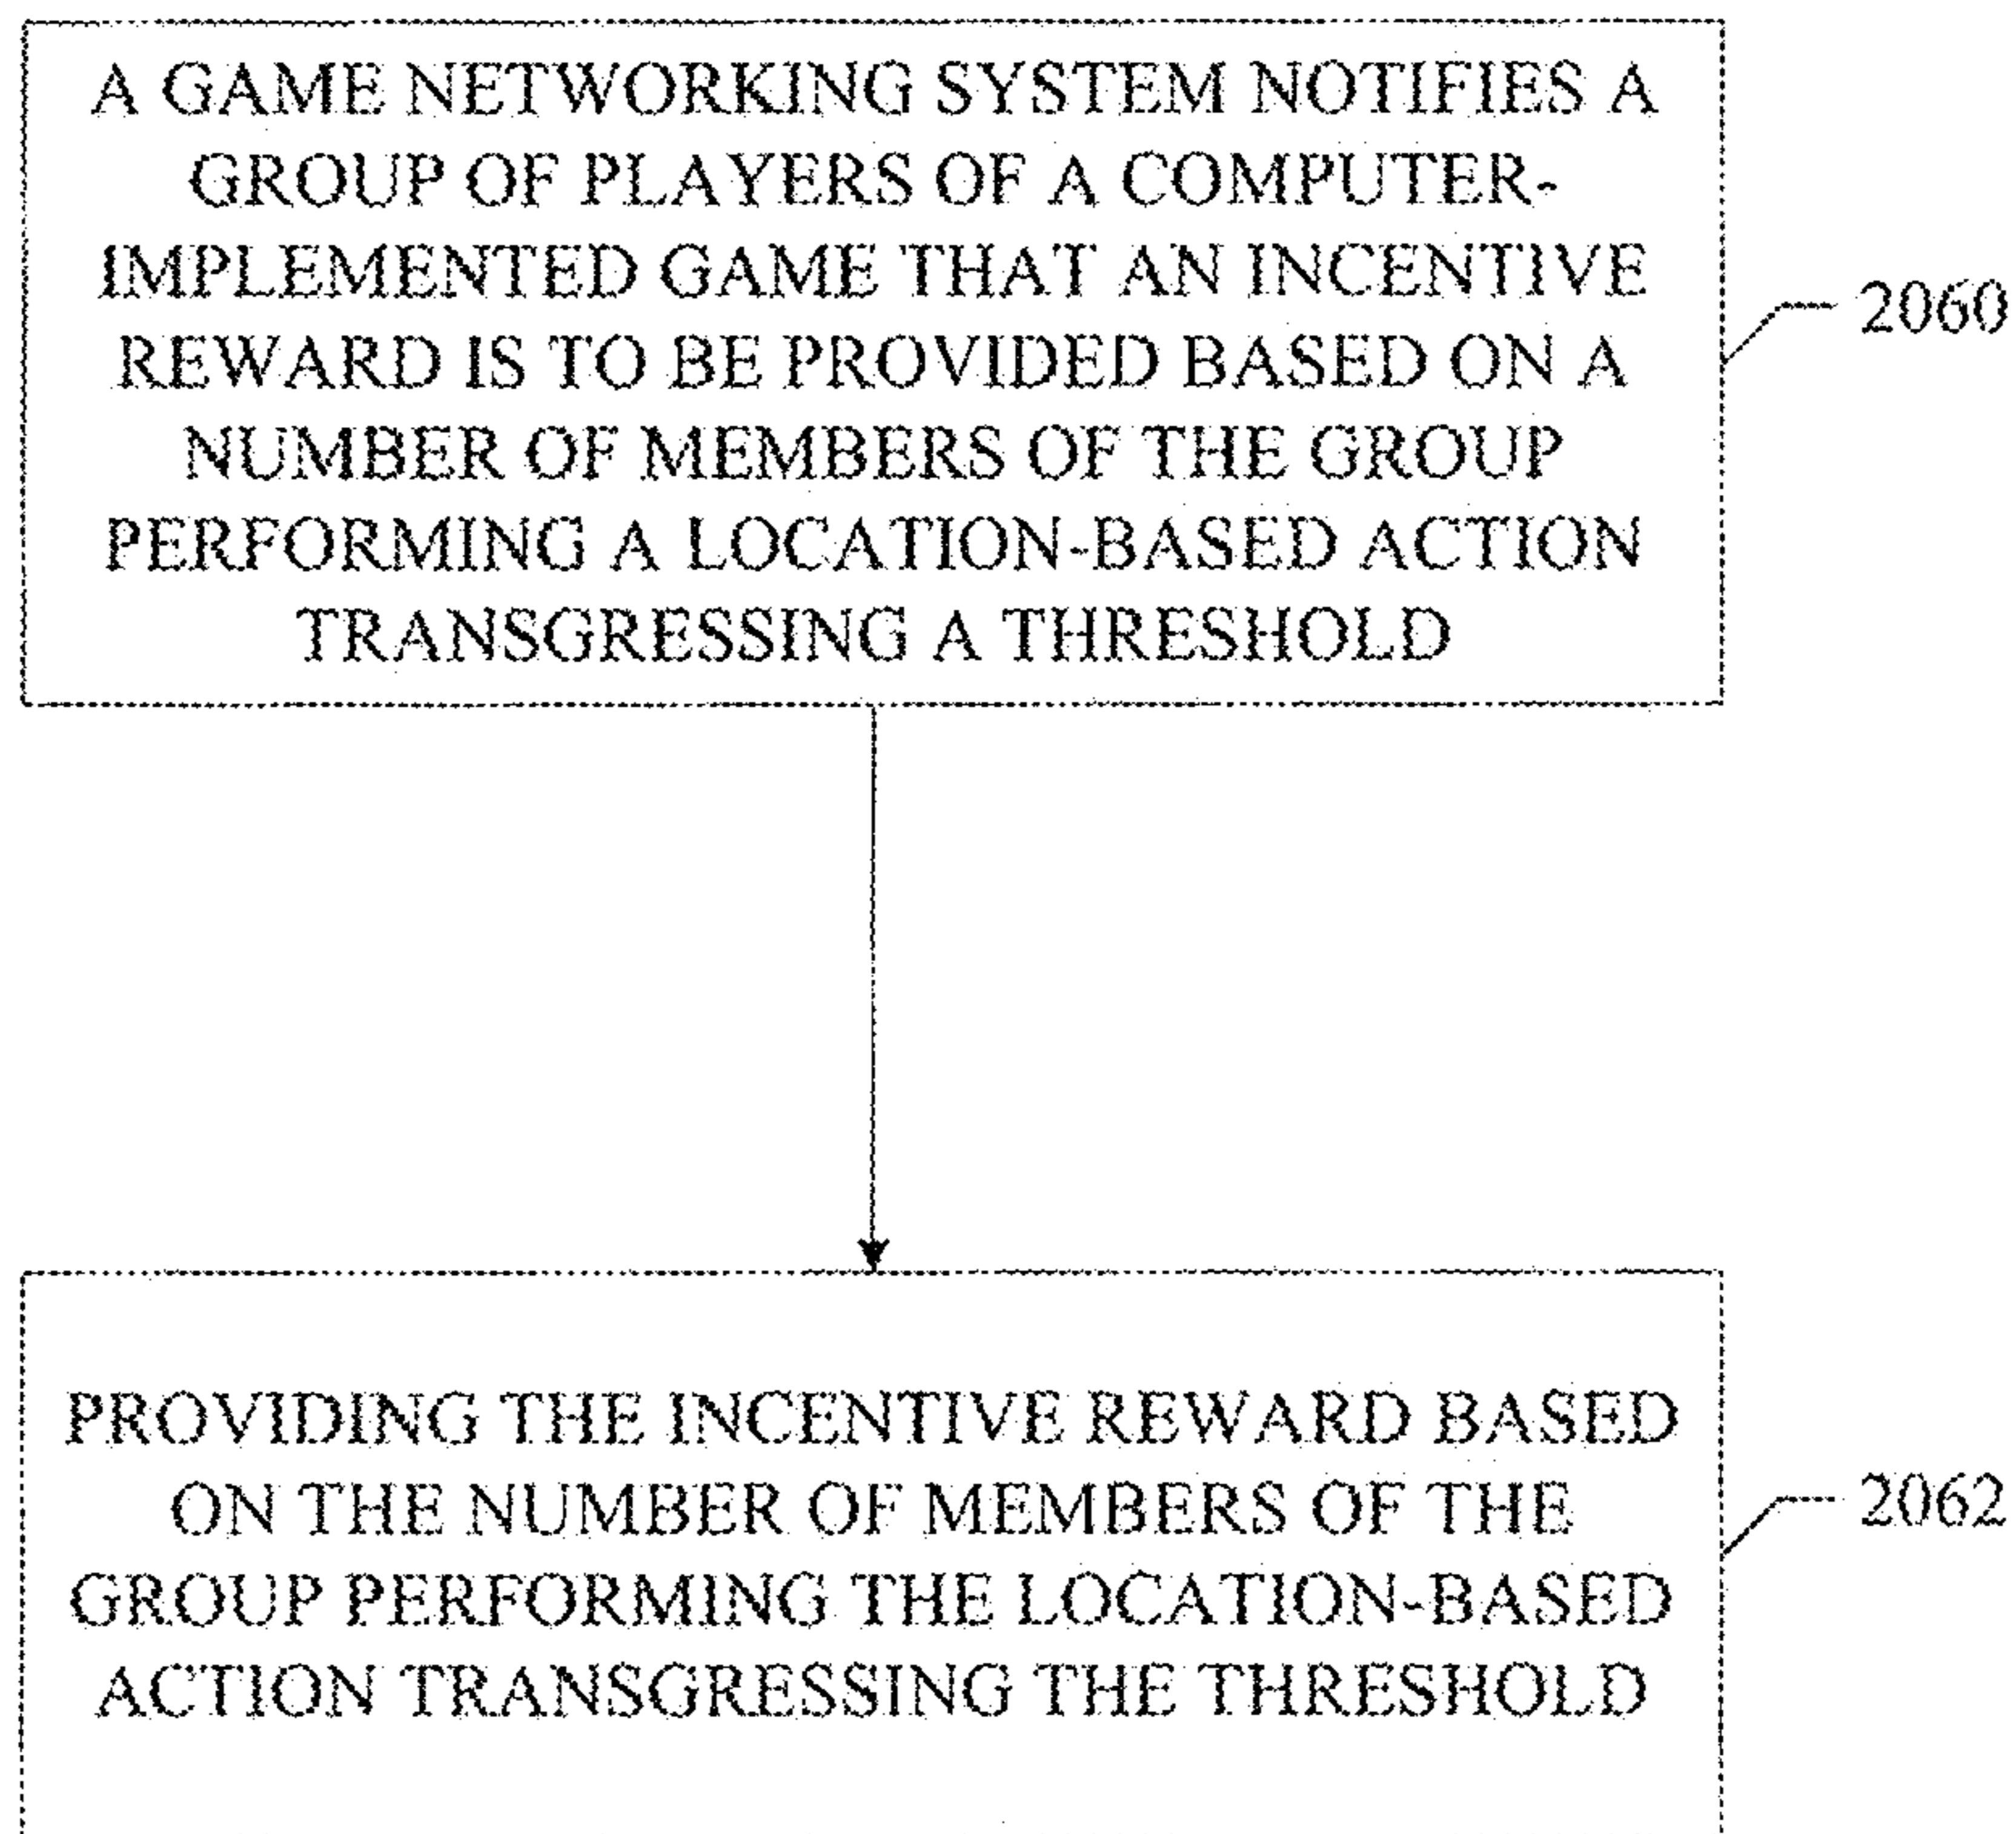 A GAME NETWORKING SYSTEM NOTIFIES A
GROUP OF PLAYERS OF A COMPUTER-
IMPLEMENTED GAME THAT AN INCENTIVE
REWARD IS TO BE PROVIDED BASED ON A
NUMBER OF MEMBERS OF THE GROUP
PERFORMING A LOCATION-BASED ACTION
TRANSGRESSING A THRESHOLD
2060
PROVIDING THE INCENTIVE REWARD BASED
ON THE NUMBER OF MEMBERS OF THE
GROUP PERFORMING THE LOCATION-BASED
ACTION TRANSGRESSING THE THRESHOLD
2062